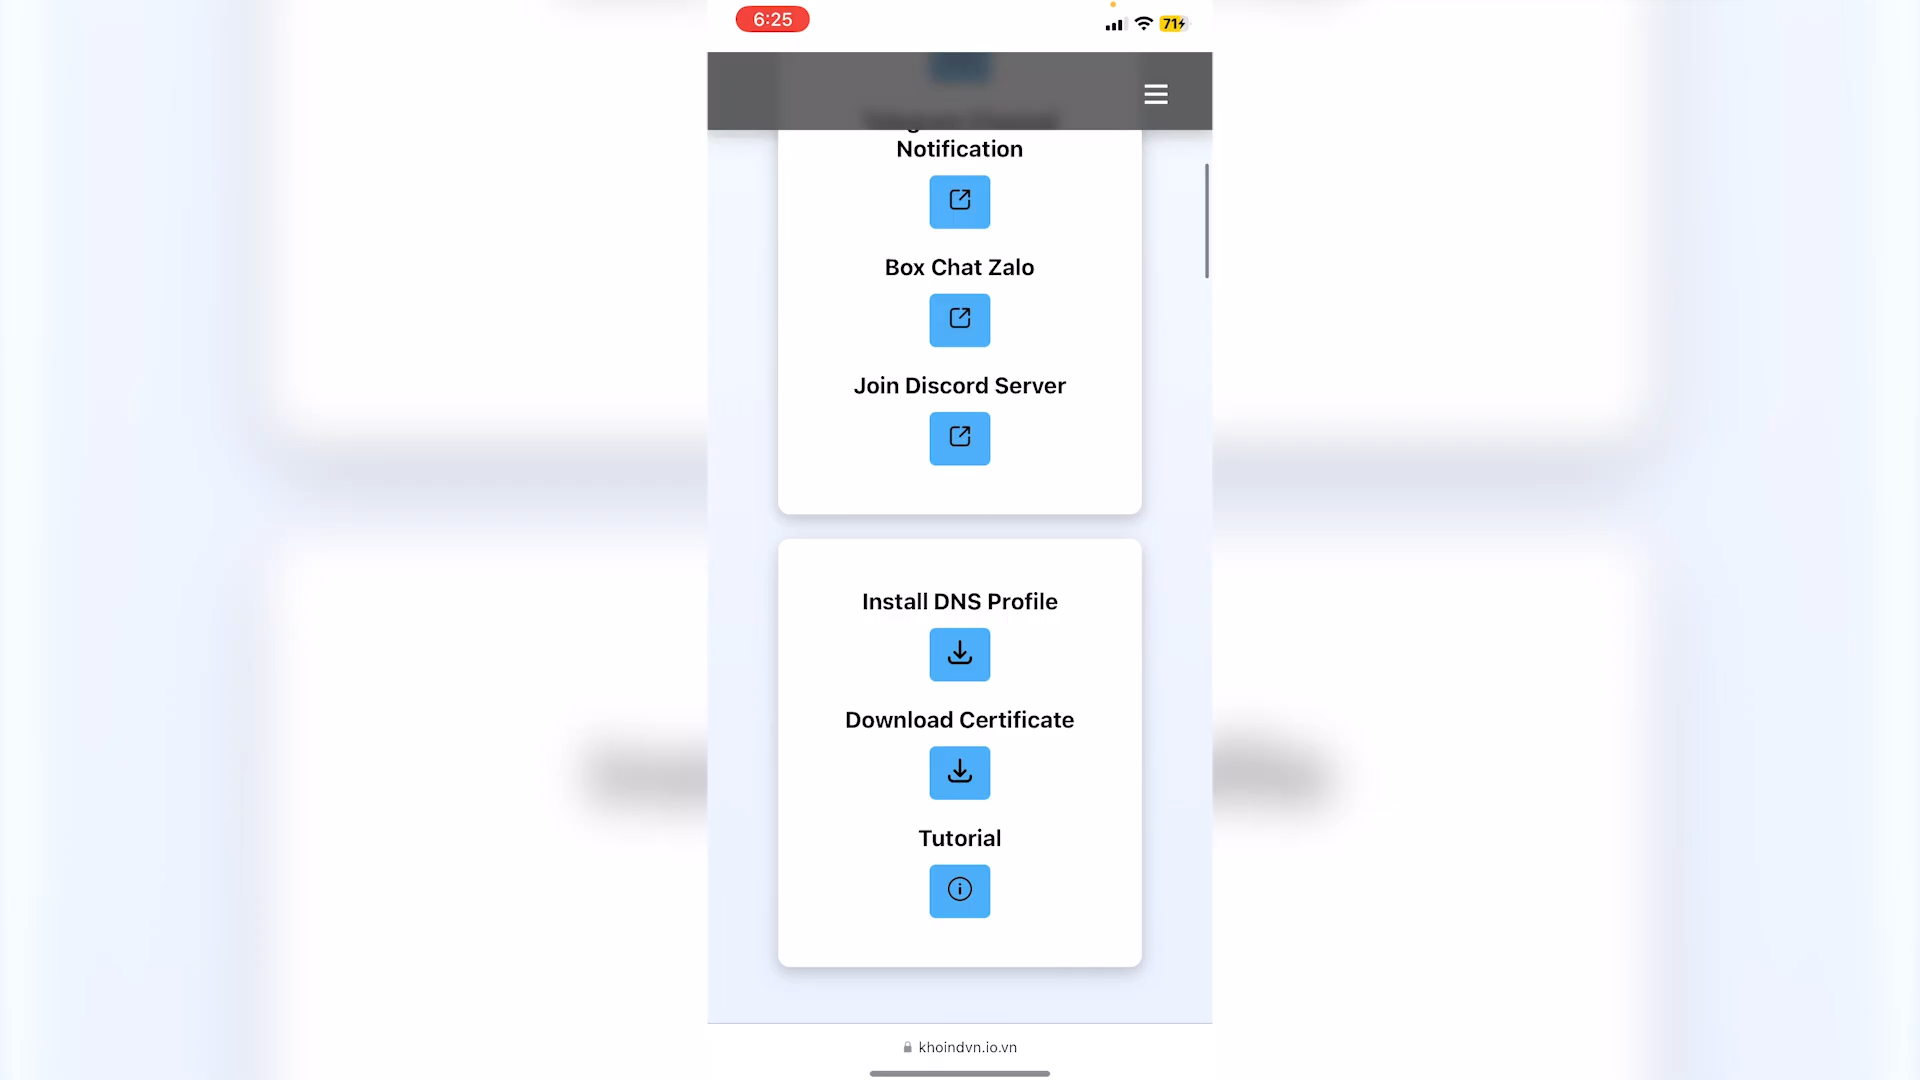 6:25
71
Notification
Box Chat Zalo
Join Discord Server
Install DNS Profile
Download Certificate
Tutorial
khoindvn.io.vn